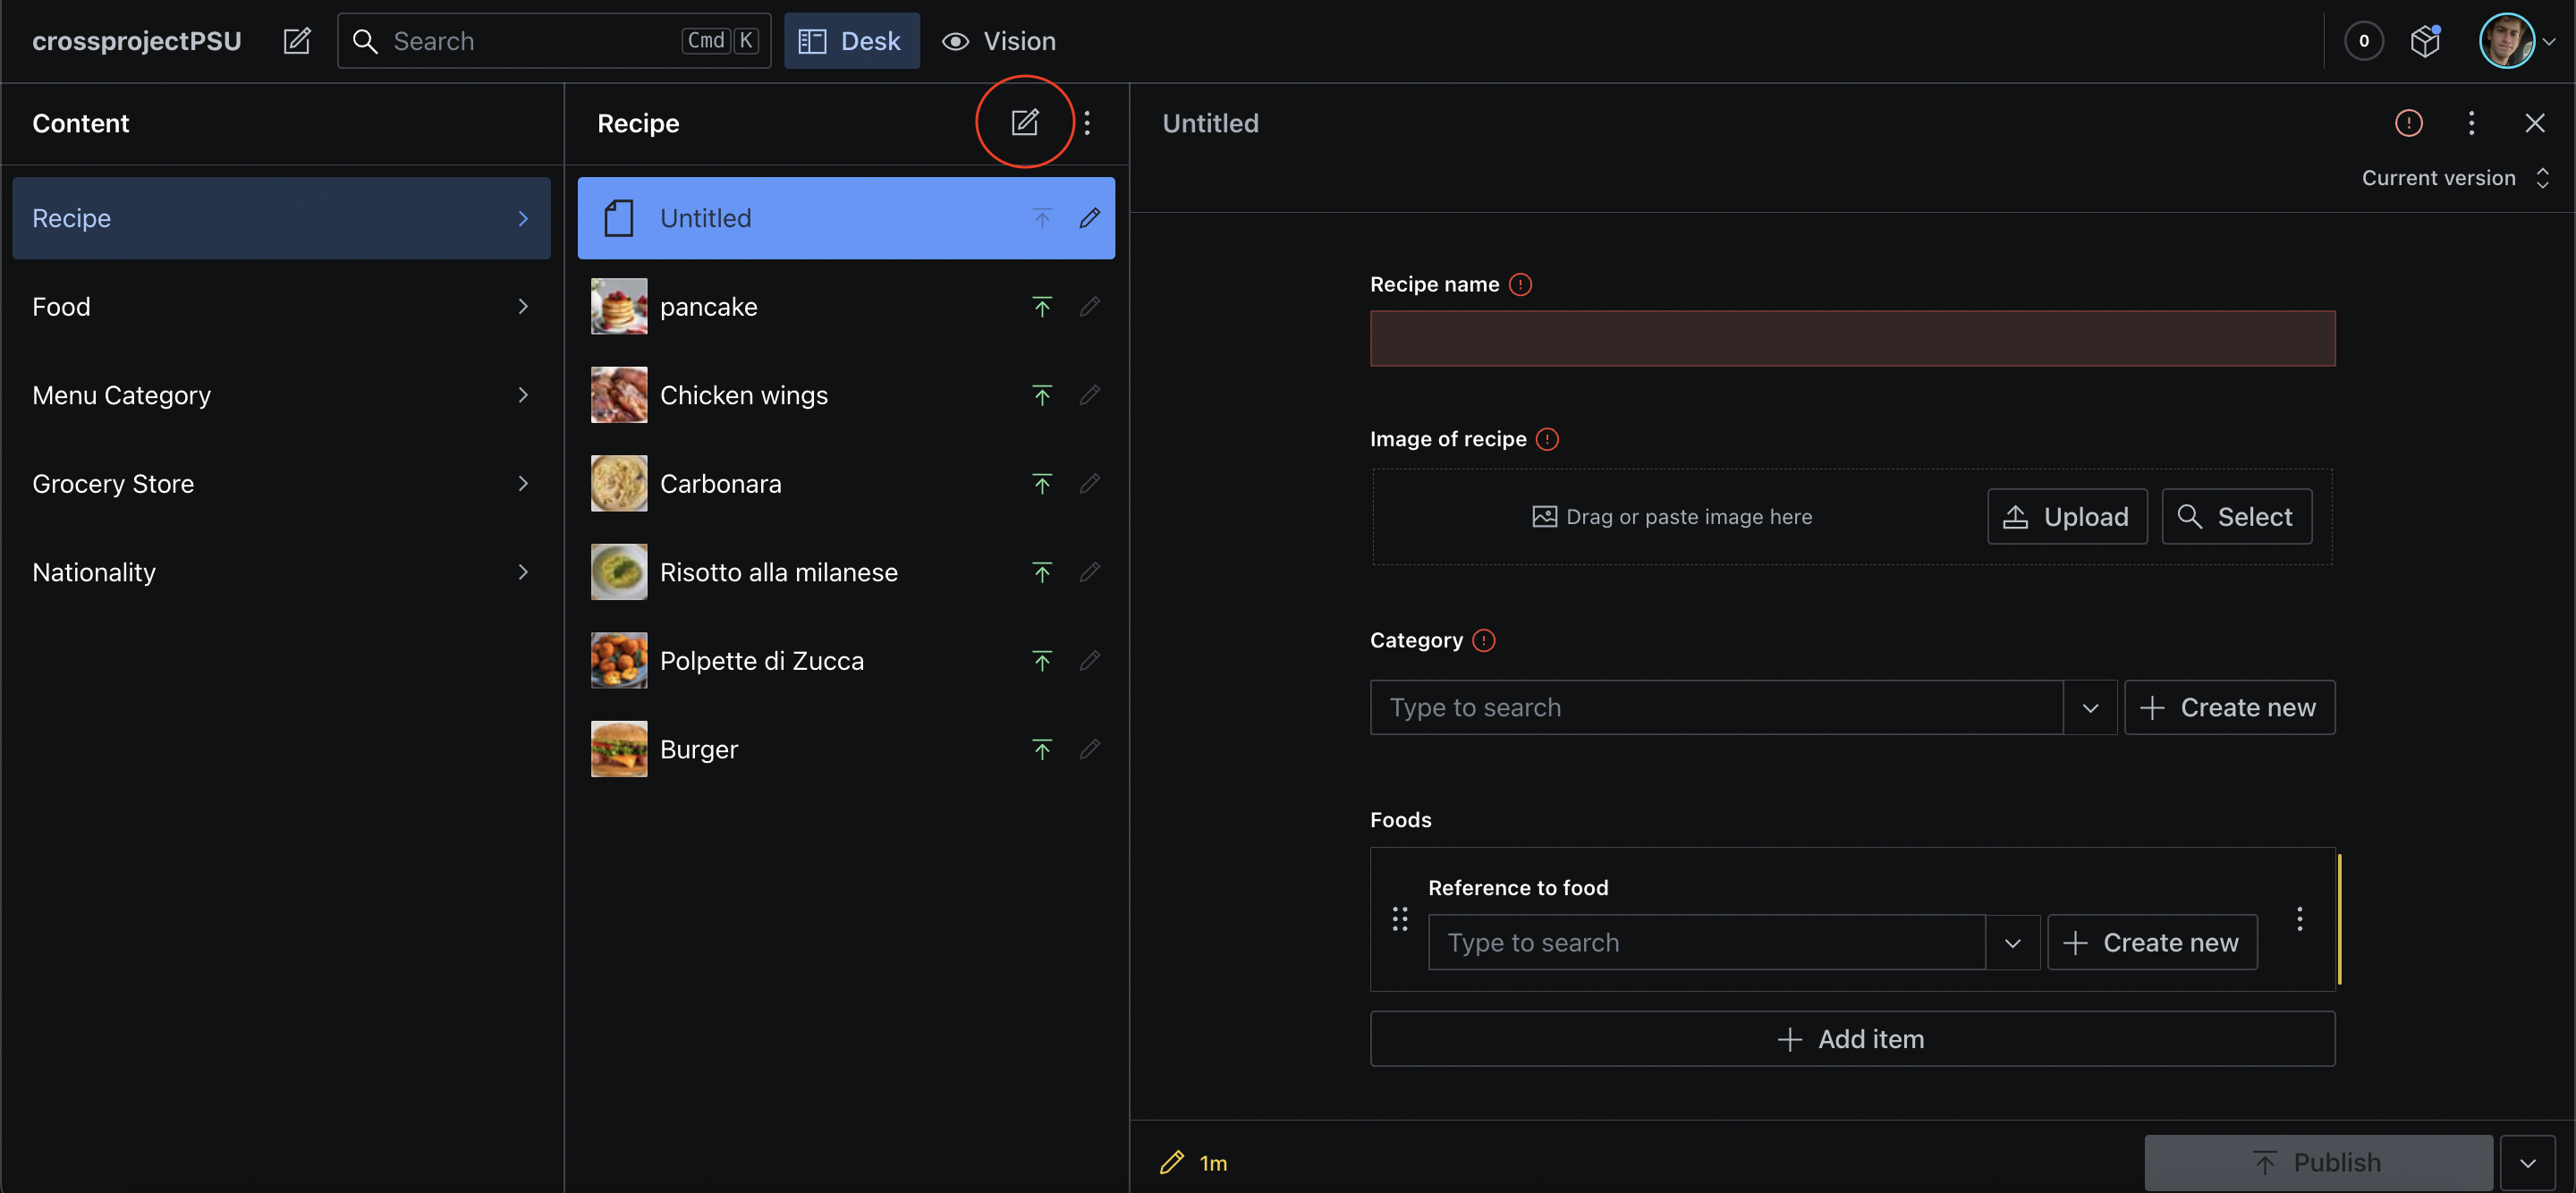 crossprojectPSU
Search
Cmd K
Desk
Vision
0
Content
Recipe
Food
Menu Category
Grocery Store
Nationality
Recipe
Untitled
pancake
Chicken wings
Carbonara
Risotto alla milanese
Polpette di Zucca
Burger
Untitled
Current version
Recipe name
Image of recipe
Drag or paste image here
Upload
Select
Category
Type to search
Create new
Foods
Reference to food
Type to search
Create new
Add item
1m
Publish